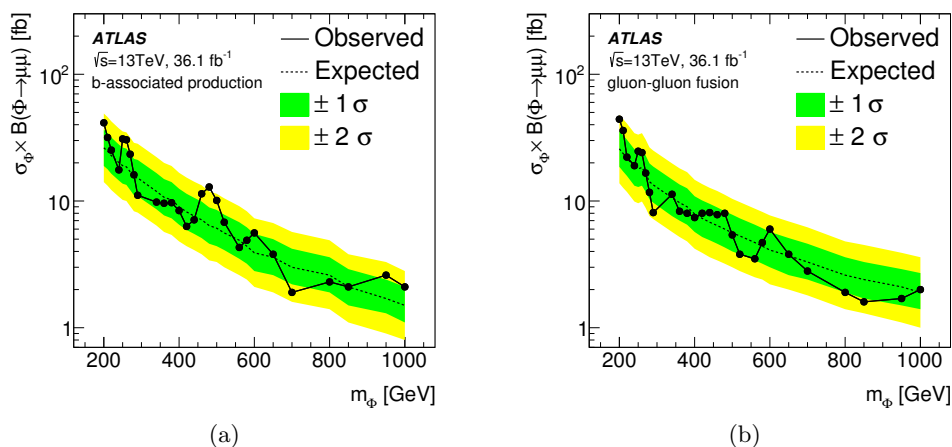 σ_Φ × B(Φ→μμ) [fb]
ATLAS
√s=13TeV, 36.1 fb⁻¹
b-associated production
Observed
Expected
± 1 σ
± 2 σ
10²
10
1
200 400 600 800 1000
m_Φ [GeV]
(a)
σ_Φ × B(Φ→μμ) [fb]
ATLAS
√s=13TeV, 36.1 fb⁻¹
gluon-gluon fusion
Observed
Expected
± 1 σ
± 2 σ
10²
10
1
200 400 600 800 1000
m_Φ [GeV]
(b)